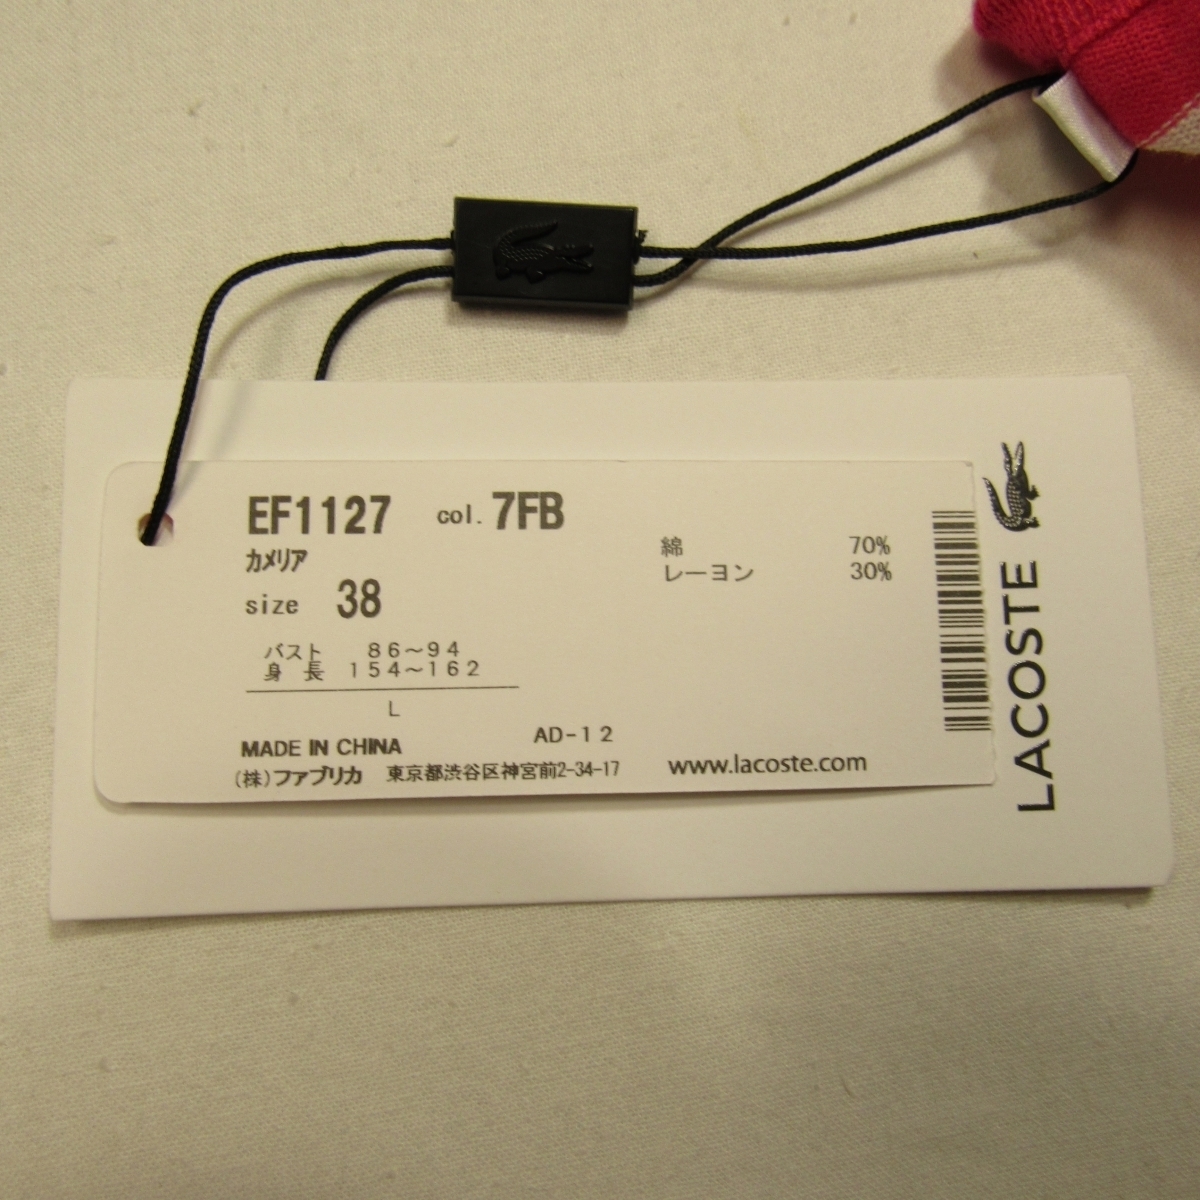 EF1127 col. 7FB
カメリア
size 38
バスト 86～94
身 長 154～162
L
MADE IN CHINA AD-12
(株)ファブリカ 東京都渋谷区神宮前2-34-17
綿 70%
レーヨン 30%
www.lacoste.com
LACOSTE